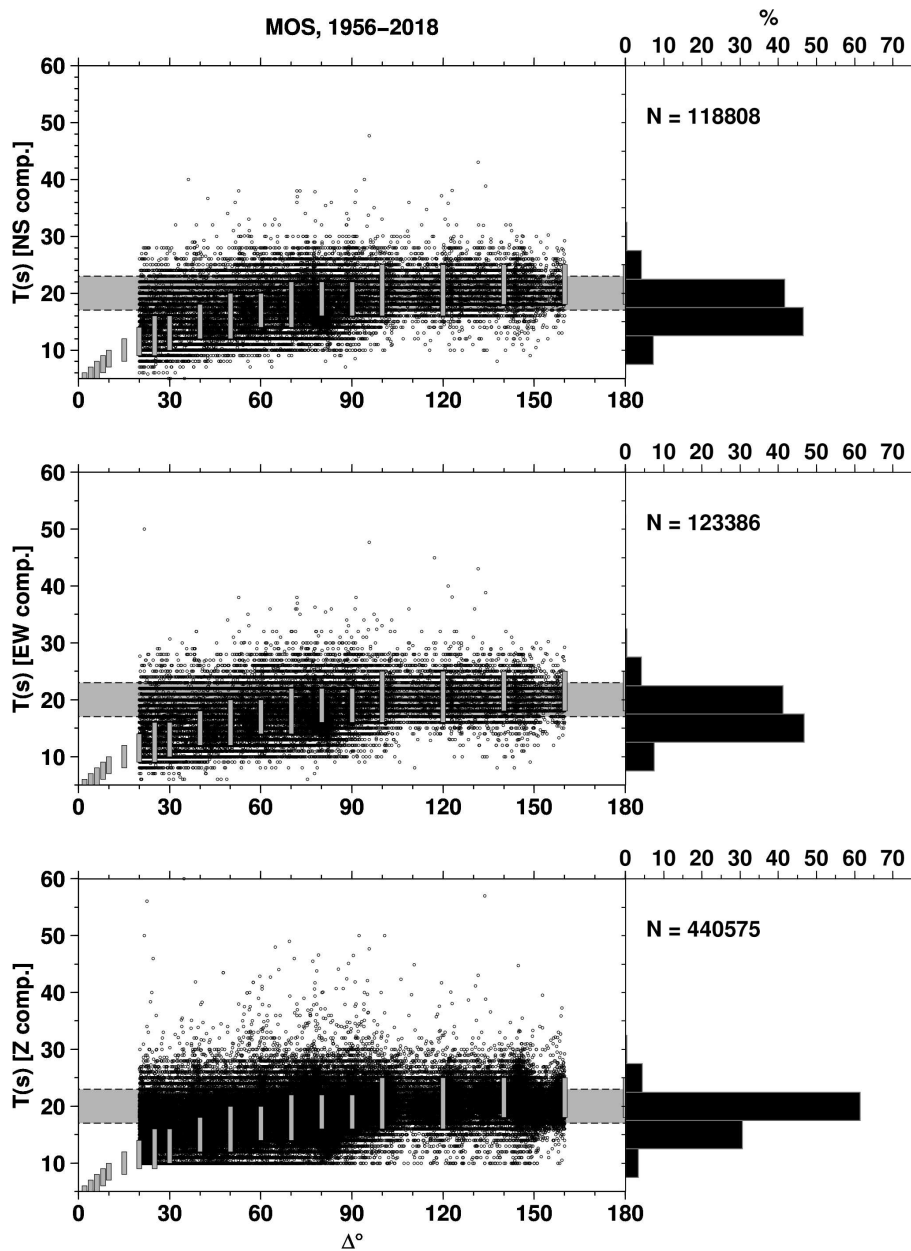 MOS, 1956−2018
%
0 10 20 30 40 50 60 70
60
50
40
30
20
10
T(s) [NS comp.]
N = 118808
0 30 60 90 120 150 180
0 10 20 30 40 50 60 70
60
50
40
30
20
10
T(s) [EW comp.]
N = 123386
0 30 60 90 120 150 180
0 10 20 30 40 50 60 70
60
50
40
30
20
10
T(s) [Z comp.]
N = 440575
0 30 60 90 120 150 180
Δ°